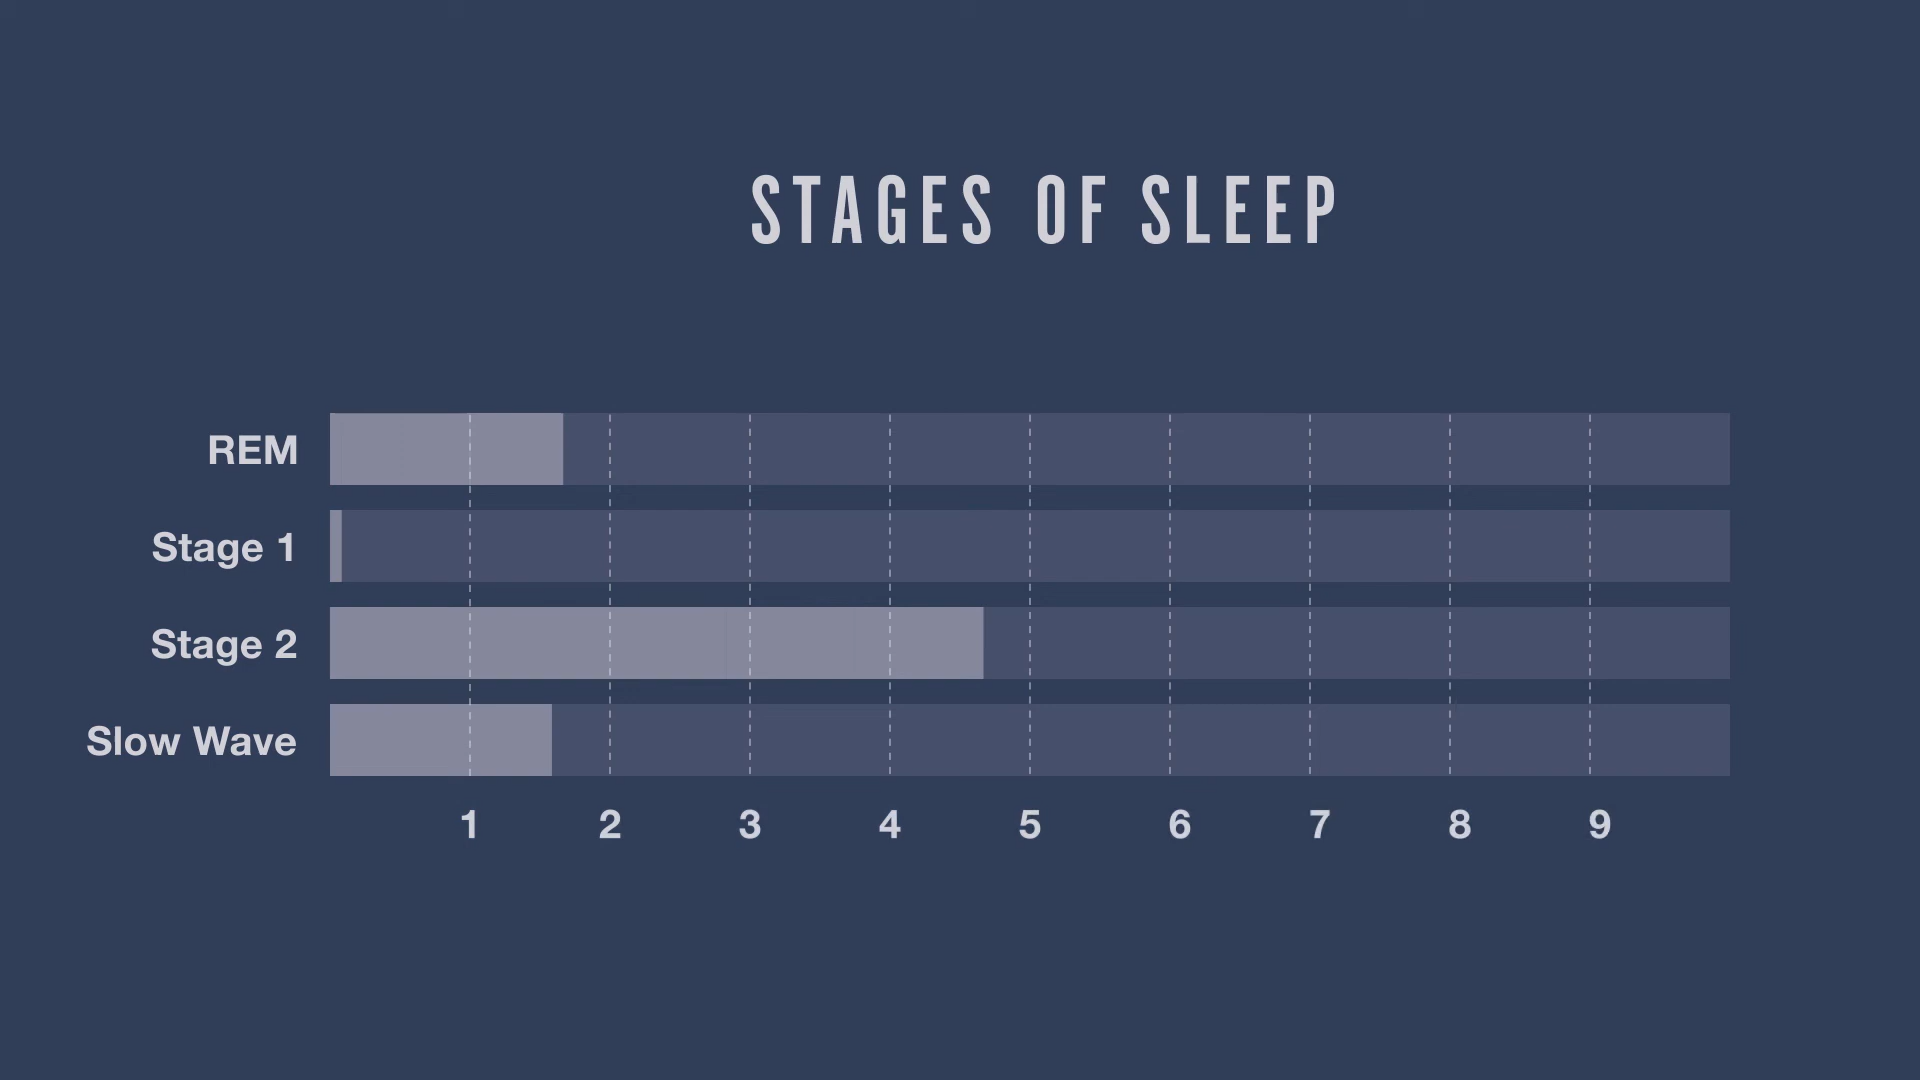 STAGES OF SLEEP
REM
Stage 1
Stage 2
Slow Wave
1 2 3 4 5 6 7 8 9